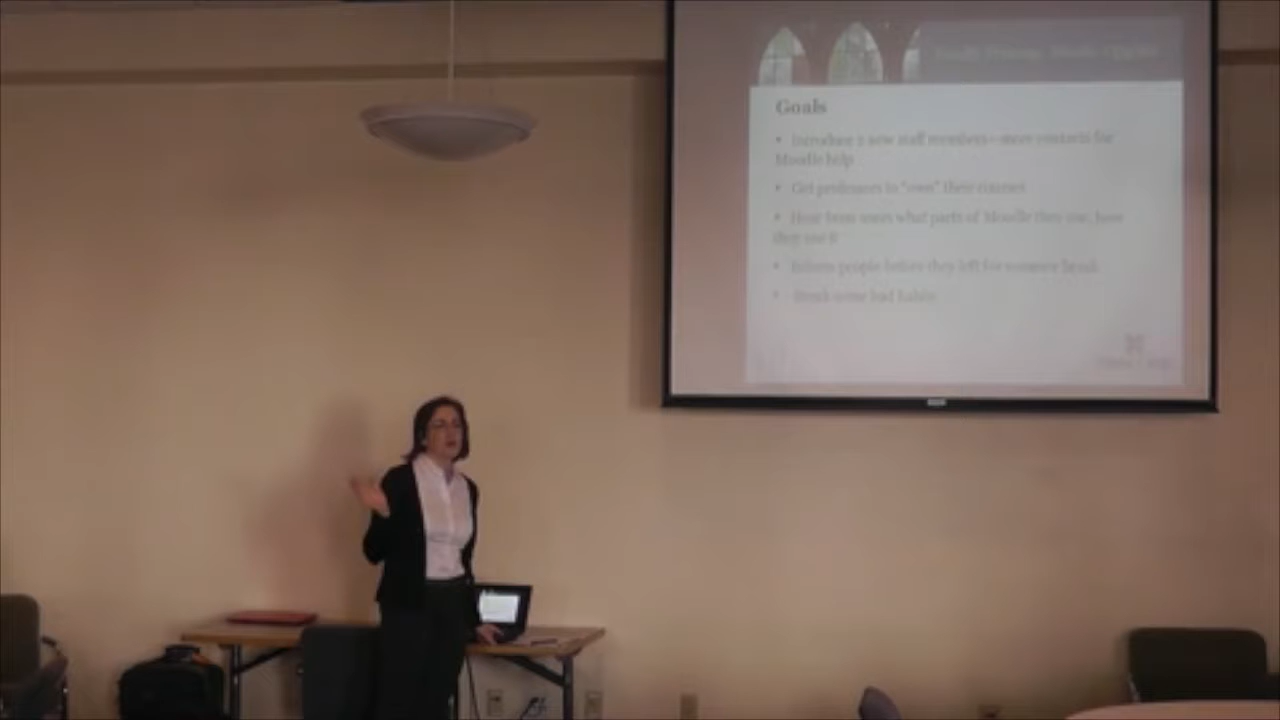 Goals
• Introduce 2 new staff members—more contacts for
Moodle help
• Get professors to "own" their courses
• Hear from users what parts of Moodle they use, how
they use it
• Inform people before they left for summer break
• Break some bad habits